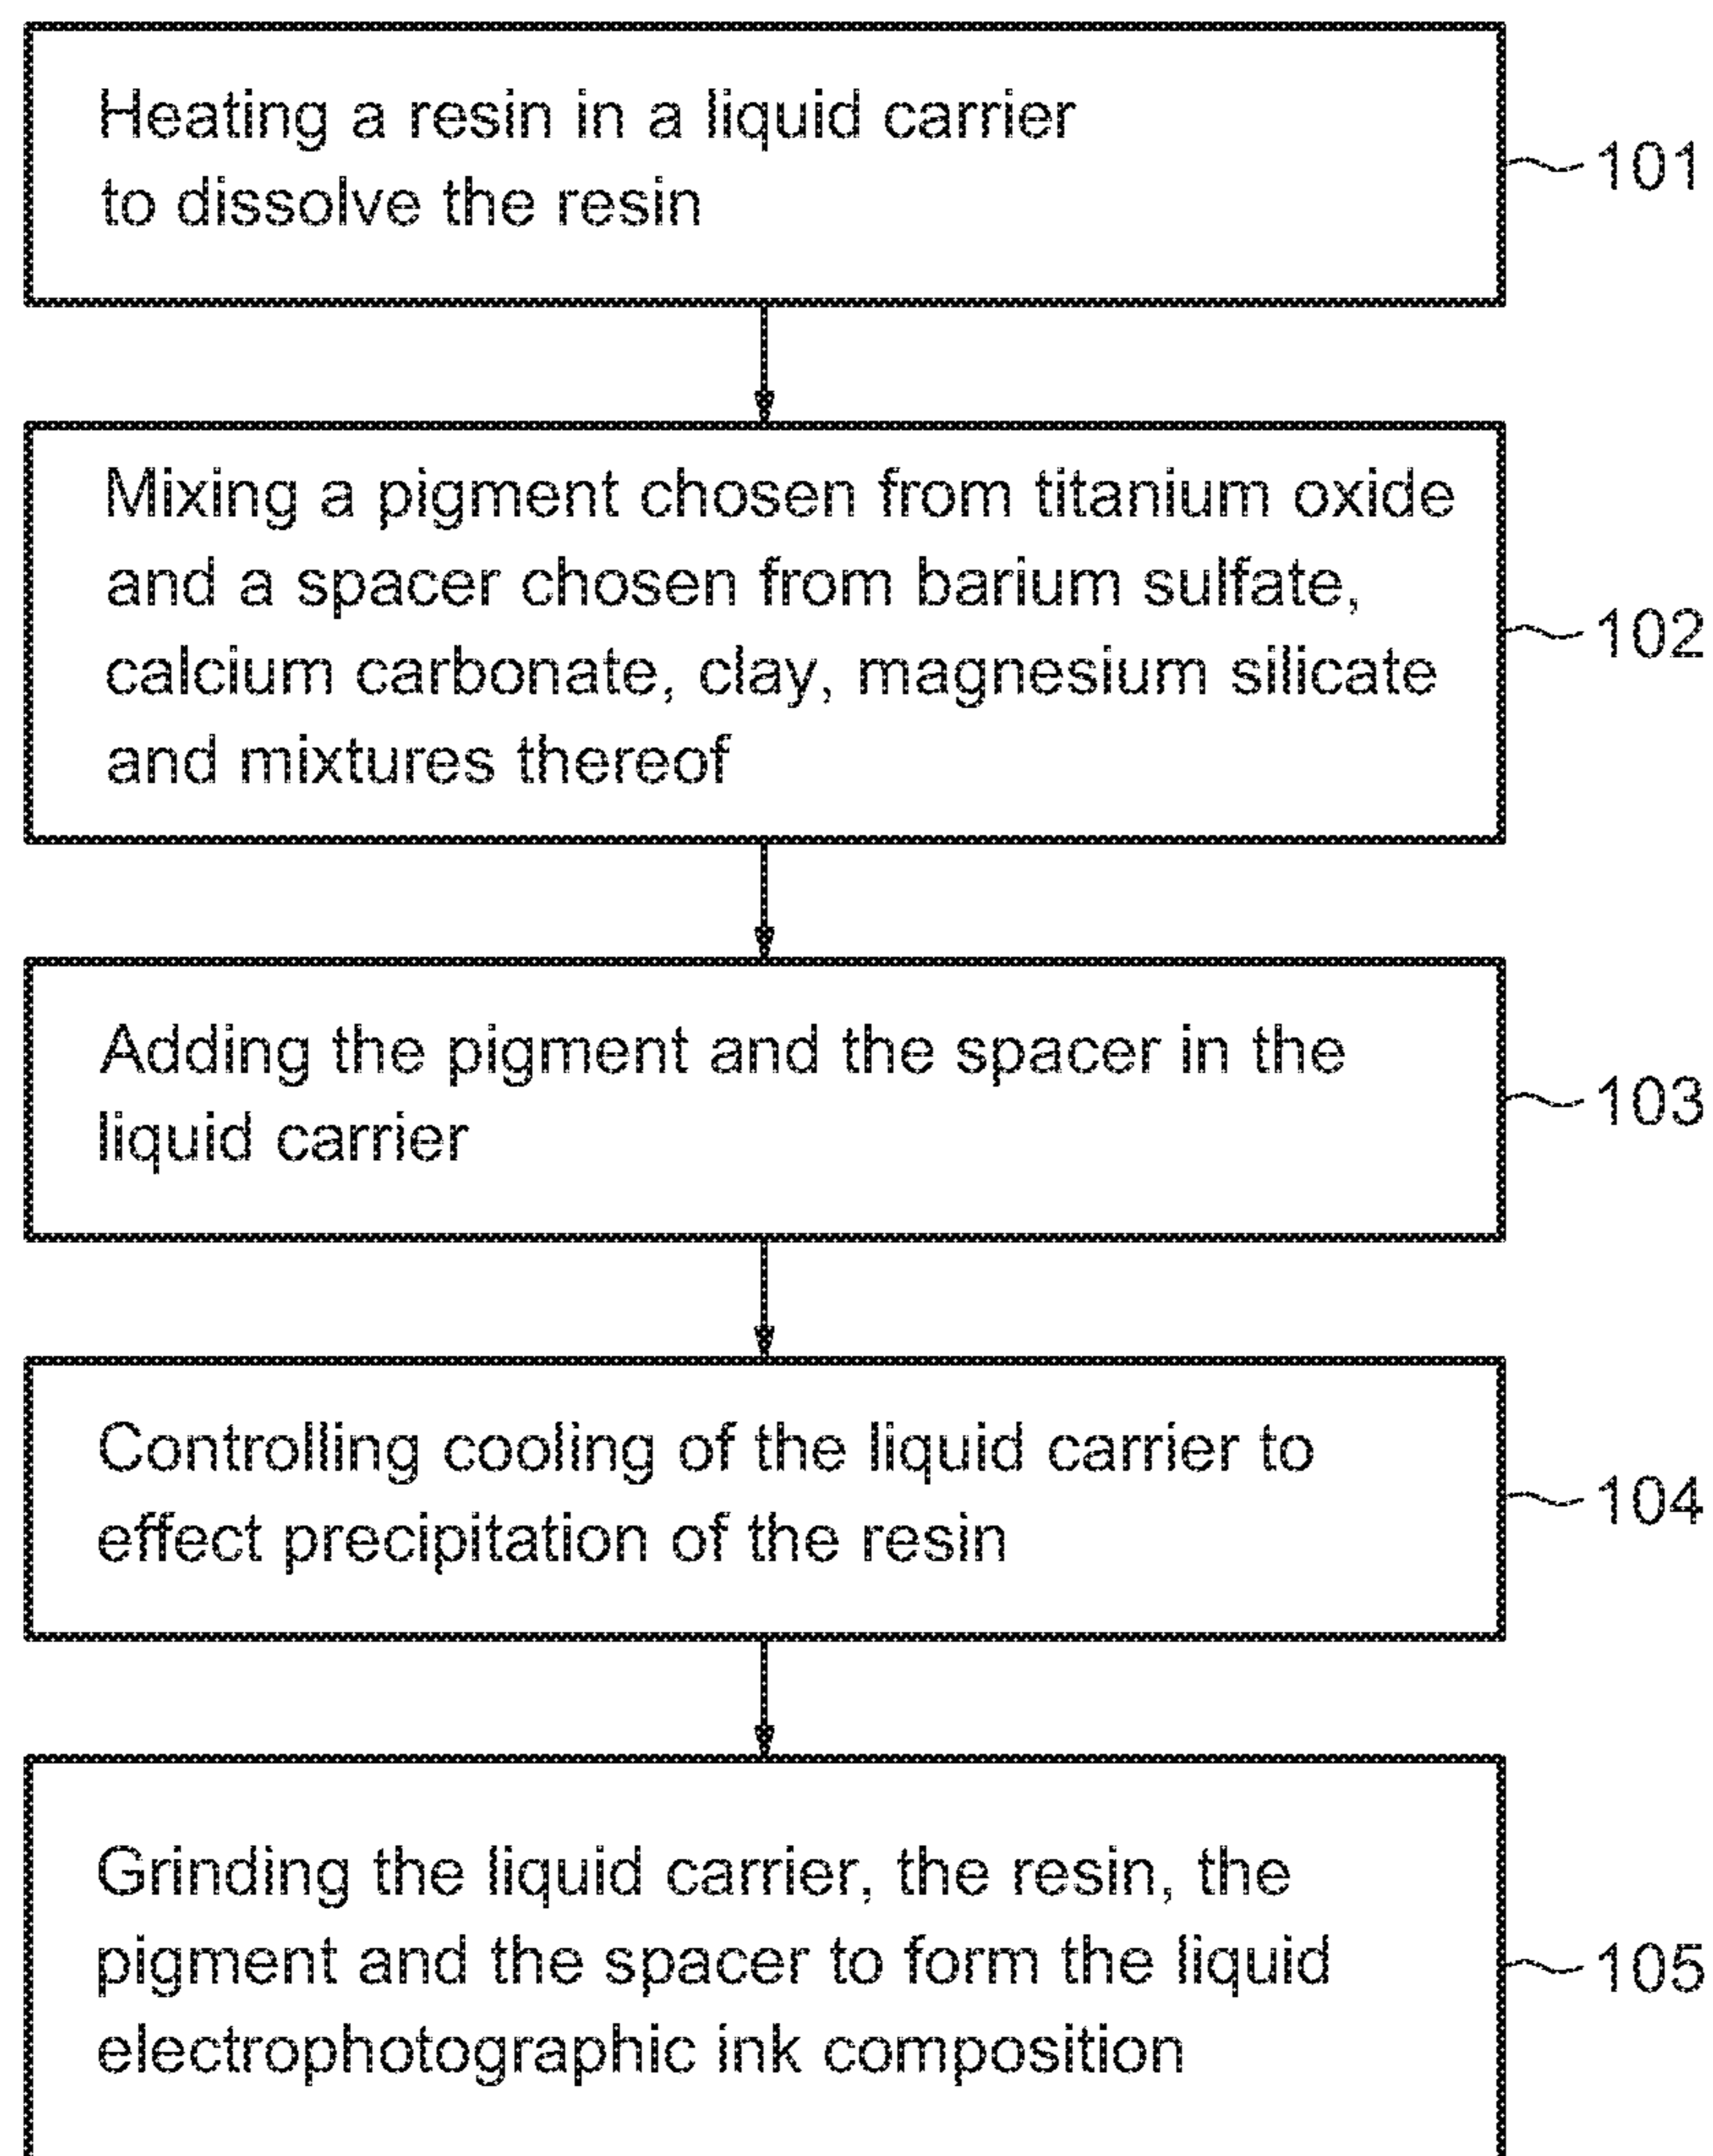 Heating a resin in a liquid carrier
to dissolve the resin
101
Mixing a pigment chosen from titanium oxide
and a spacer chosen from barium sulfate,
calcium carbonate, clay, magnesium silicate
and mixtures thereof
102
Adding the pigment and the spacer in the
liquid carrier
103
Controlling cooling of the liquid carrier to
effect precipitation of the resin
104
Grinding the liquid carrier, the resin, the
pigment and the spacer to form the liquid
electrophotographic ink composition
105